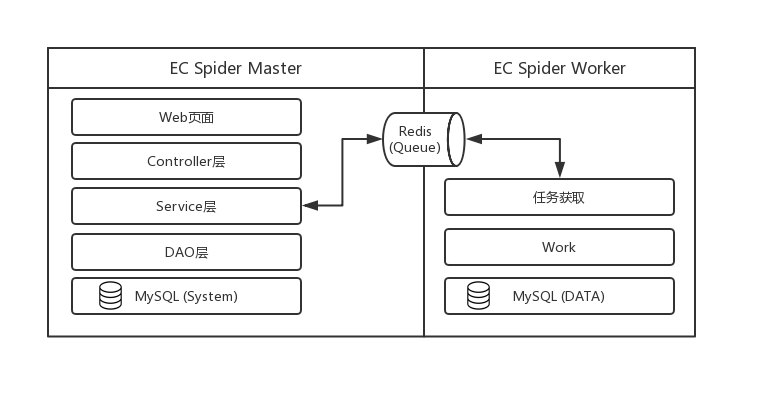 EC Spider Master
EC Spider Worker
Web页面
Controller层
Service层
DAO层
MySQL (System)
Redis
(Queue)
任务获取
Work
MySQL (DATA)